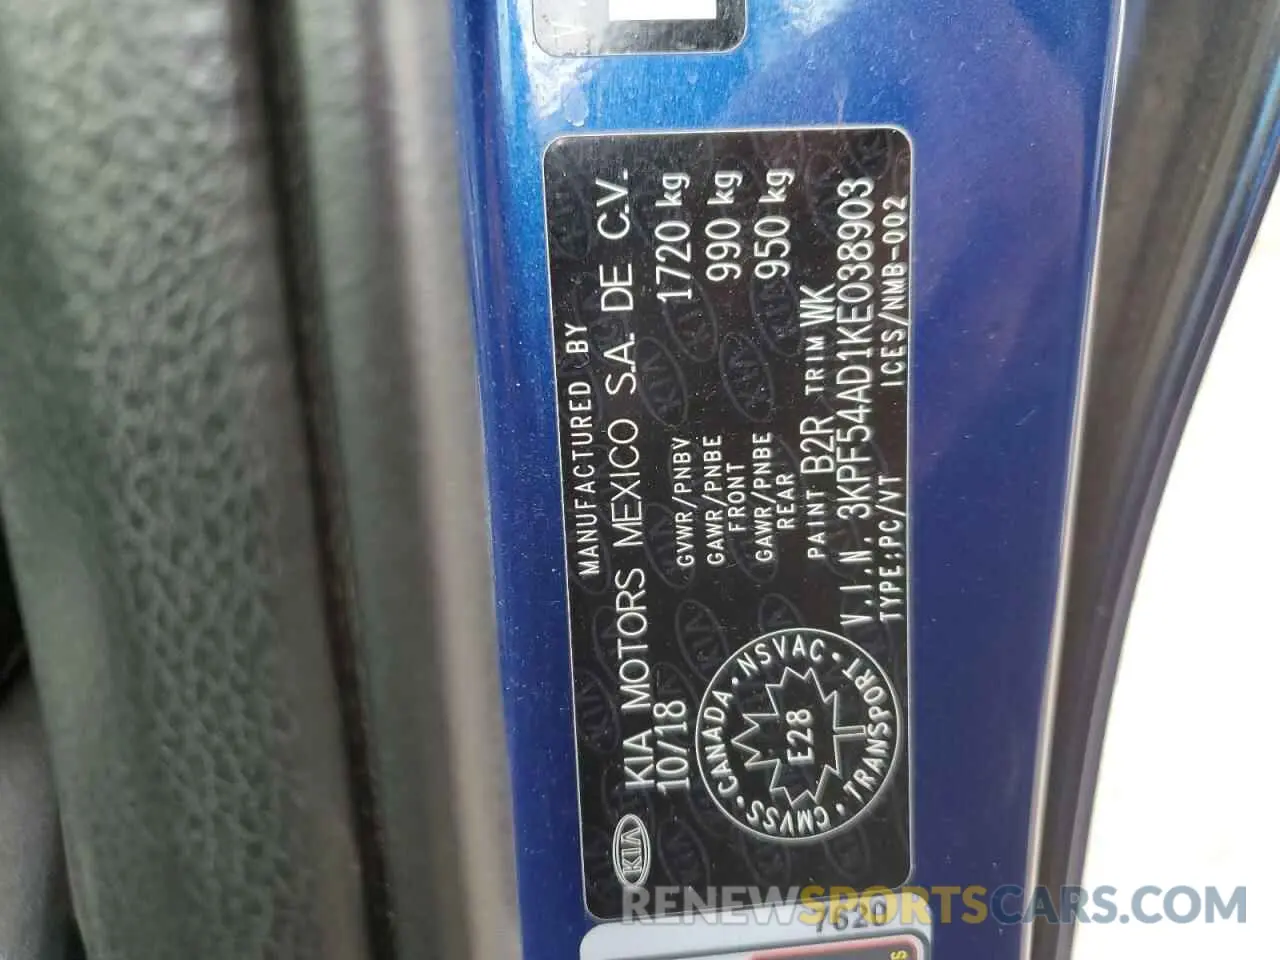 MANUFACTURED BY
KIA MOTORS MEXICO S.A. DE C.V.
10/18
GVWR/PNBV 1720 kg
GAWR/PNBE FRONT 990 kg
GAWR/PNBE REAR 950 kg
PAINT B2R TRIM WK
V.I.N. 3KPF54AD1KE038903
TYPE:PC/VT ICES/NMB-002
KIA
CANADA • NSVAC • TRANSPORT • CMVSS •
E28
7620
RENEWSPORTSCARS.COM